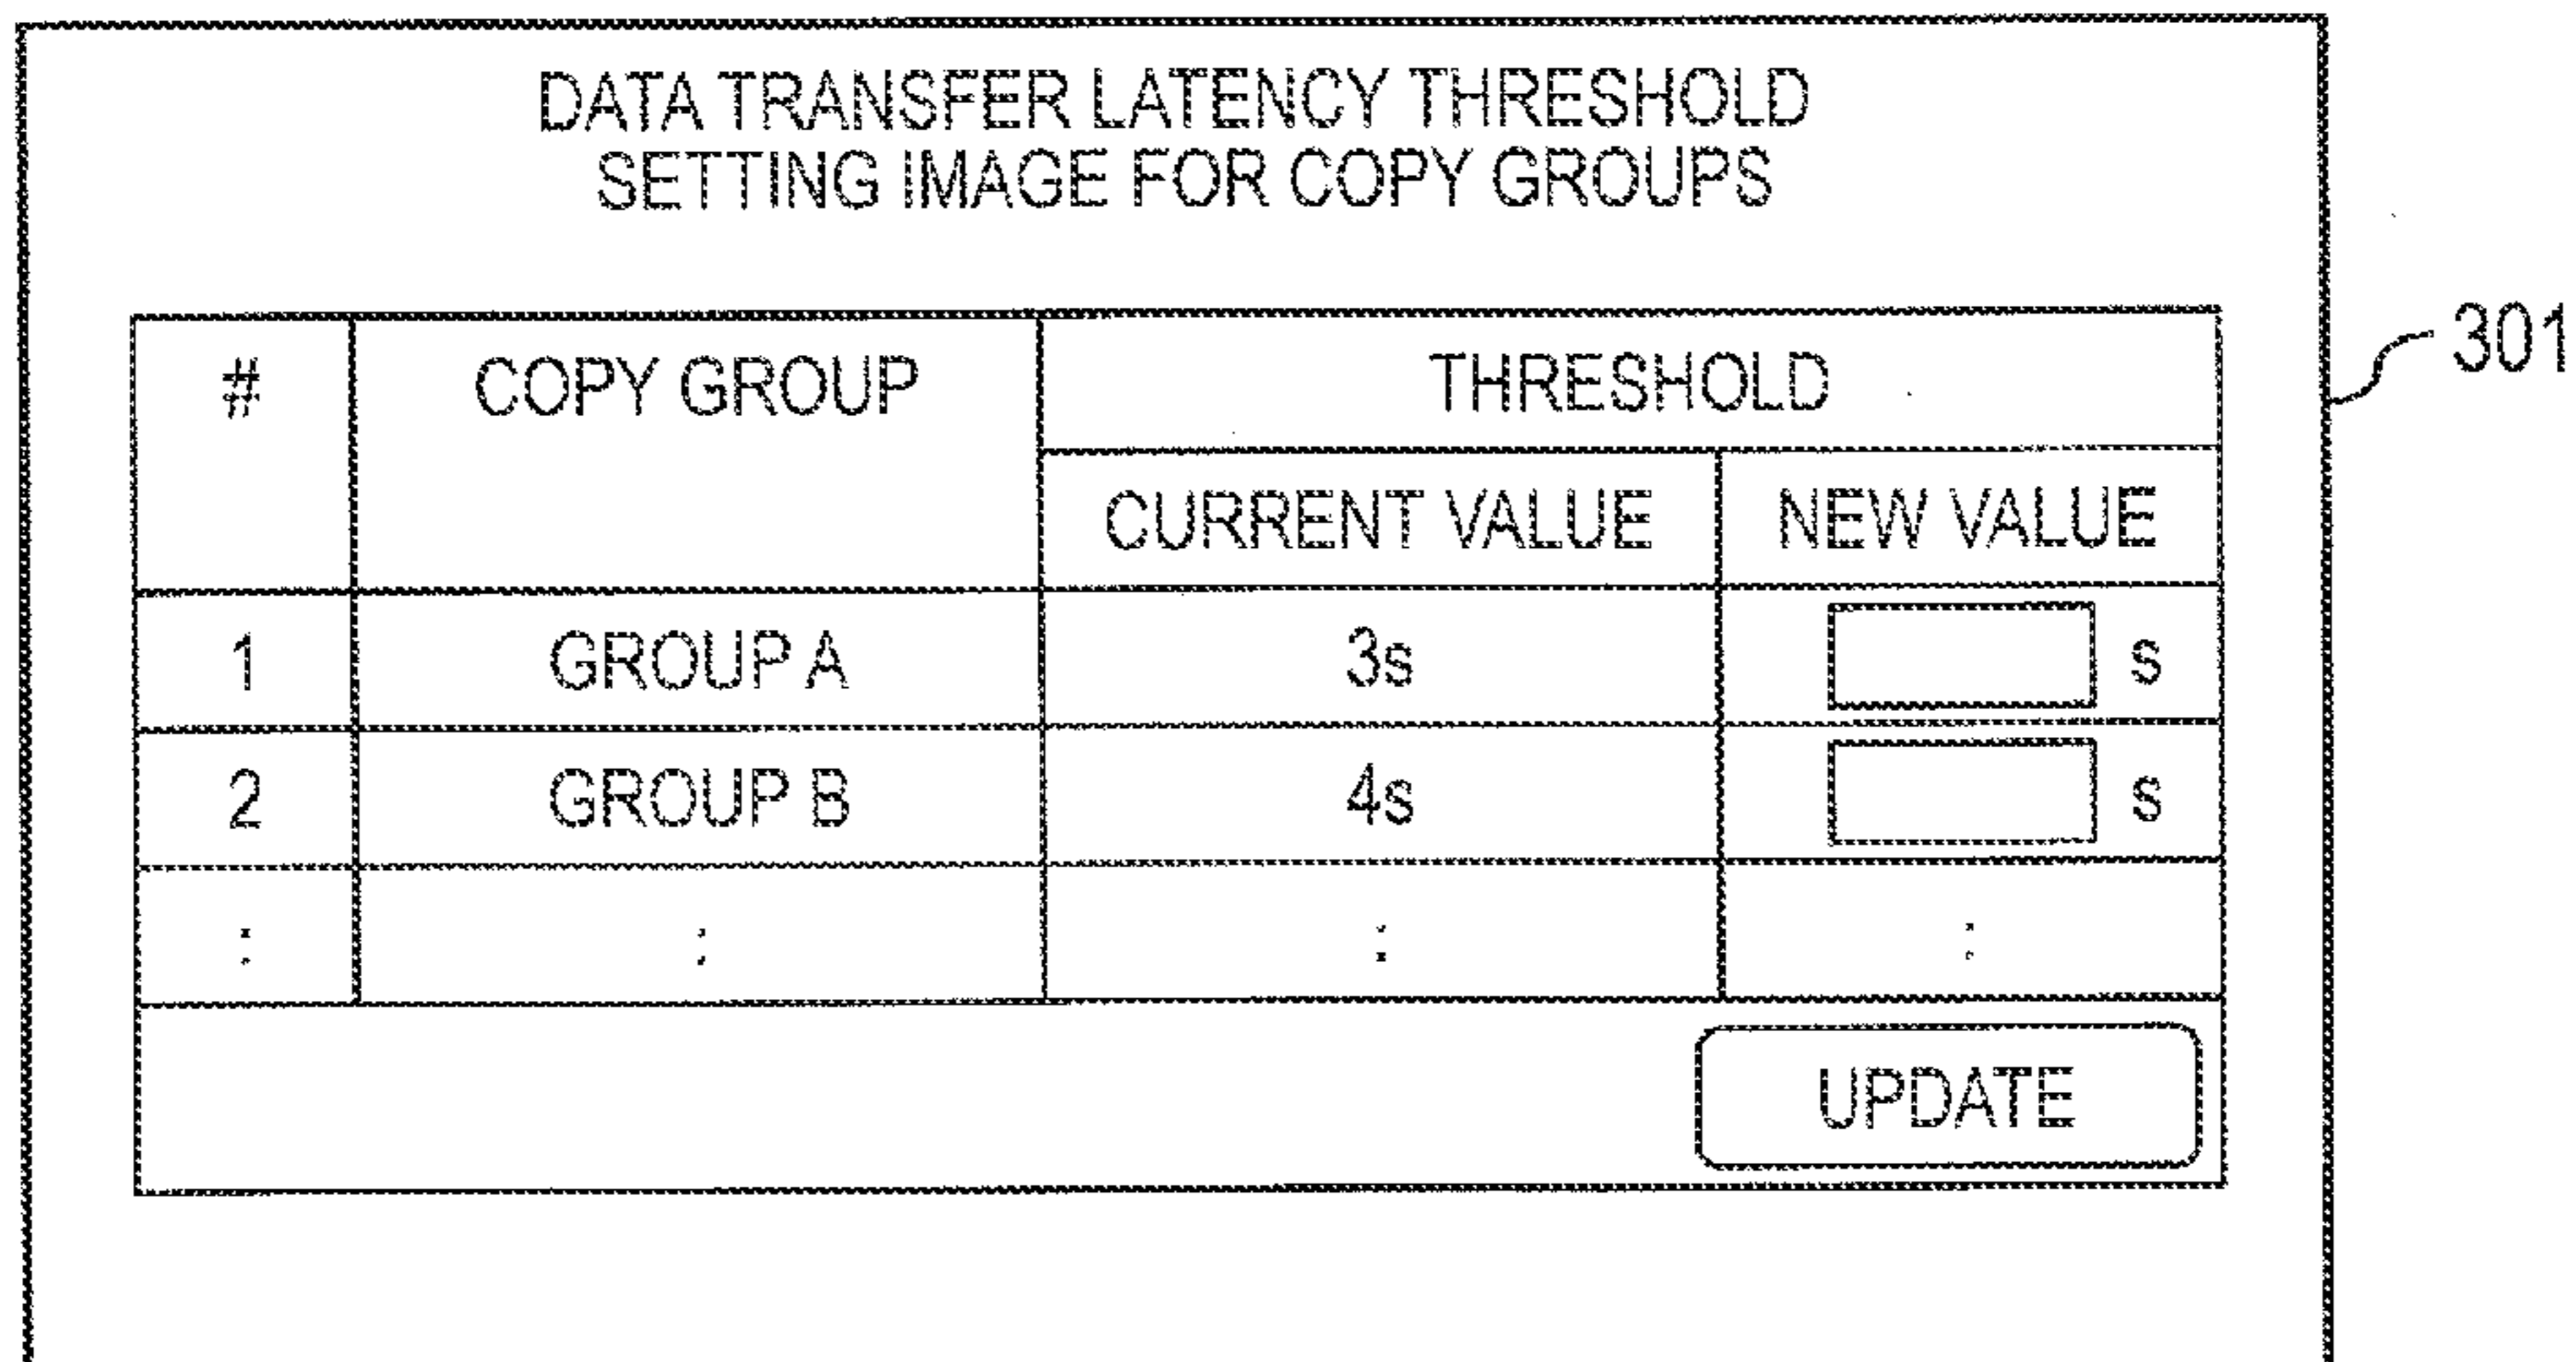 DATA TRANSFER LATENCY THRESHOLD
SETTING IMAGE FOR COPY GROUPS
301
# COPY GROUP THRESHOLD
CURRENT VALUE NEW VALUE
1 GROUP A 3s s
2 GROUP B 4s s
: : : :
UPDATE